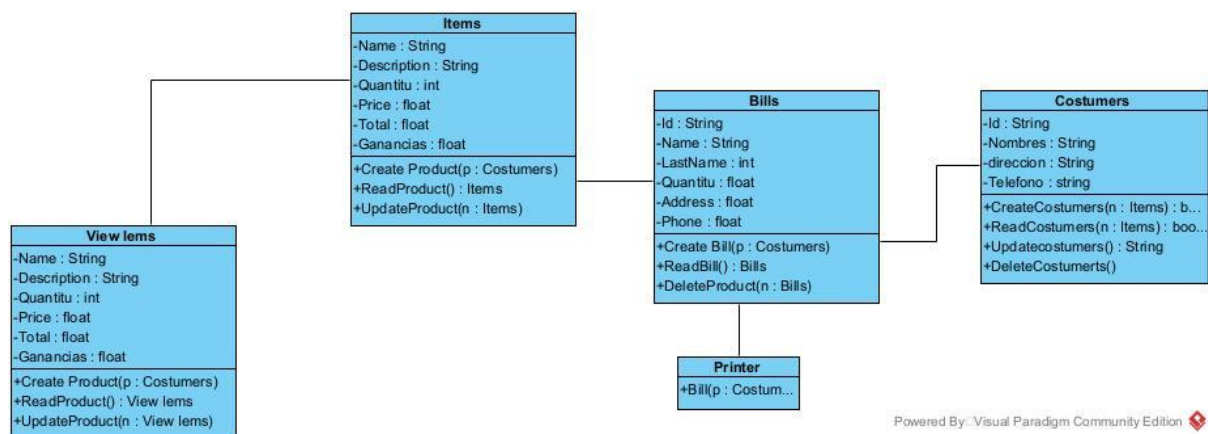 Items
-Name : String
-Description : String
-Quantitu : int
-Price : float
-Total : float
-Ganancias : float
+Create Product(p : Costumers)
+ReadProduct() : Items
+UpdateProduct(n : Items)
View lems
-Name : String
-Description : String
-Quantitu : int
-Price : float
-Total : float
-Ganancias : float
+Create Product(p : Costumers)
+ReadProduct() : View lems
+UpdateProduct(n : View lems)
Bills
-Id : String
-Name : String
-LastName : int
-Quantitu : float
-Address : float
-Phone : float
+Create Bill(p : Costumers)
+ReadBill() : Bills
+DeleteProduct(n : Bills)
Costumers
-Id : String
-Nombres : String
-direccion : String
-Telefono : string
+CreateCostumers(n : Items) : b...
+ReadCostumers(n : Items) : boo...
+Updatecostumers() : String
+DeleteCostumerts()
Printer
+Bill(p : Costum...
Powered By Visual Paradigm Community Edition